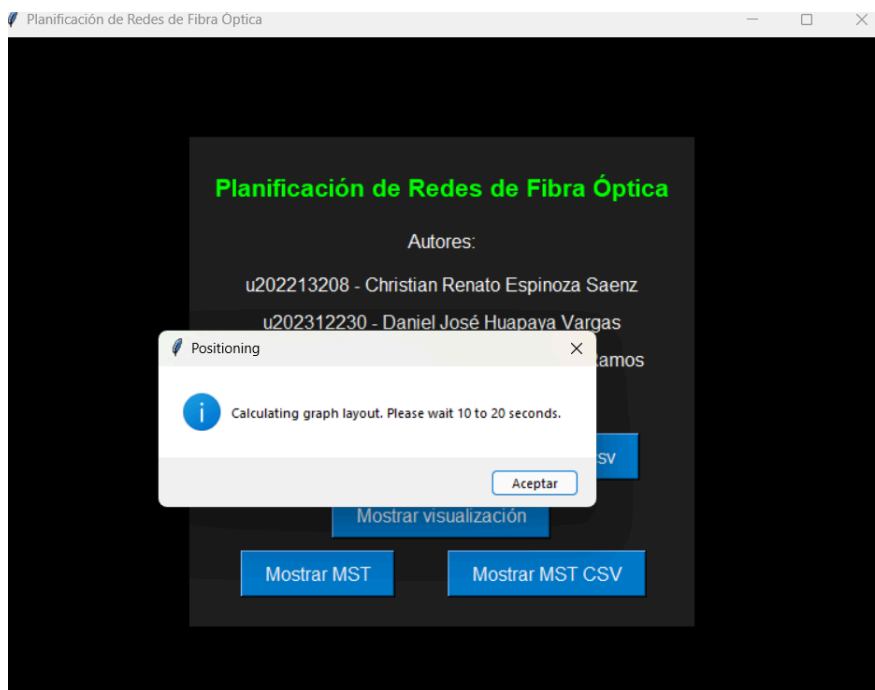 Planificación de Redes de Fibra Óptica
Planificación de Redes de Fibra Óptica
Autores:
u202213208 - Christian Renato Espinoza Saenz
u202312230 - Daniel José Huapaya Vargas
Ramos
Positioning
Calculating graph layout. Please wait 10 to 20 seconds.
Aceptar
SV
Mostrar visualización
Mostrar MST
Mostrar MST CSV